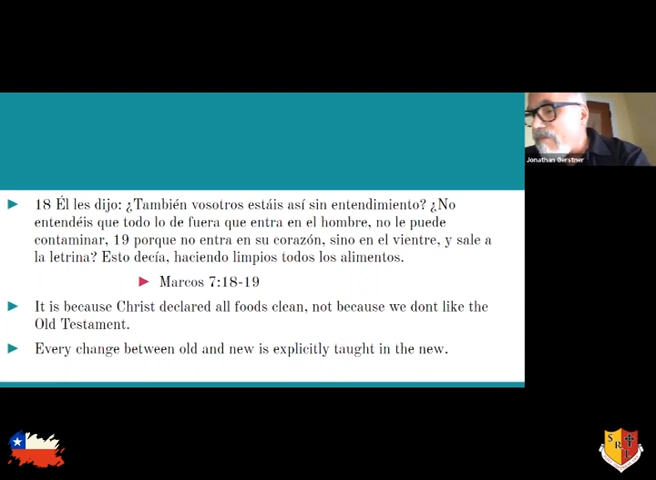 18 Él les dijo: ¿También vosotros estáis así sin entendimiento? ¿No
entendéis que todo lo de fuera que entra en el hombre, no le puede
contaminar, 19 porque no entra en su corazón, sino en el vientre, y sale a
la letrina? Esto decía, haciendo limpios todos los alimentos.
Marcos 7:18-19
It is because Christ declared all foods clean, not because we dont like the
Old Testament.
Every change between old and new is explicitly taught in the new.
Jonathan Gerstner
S
R L